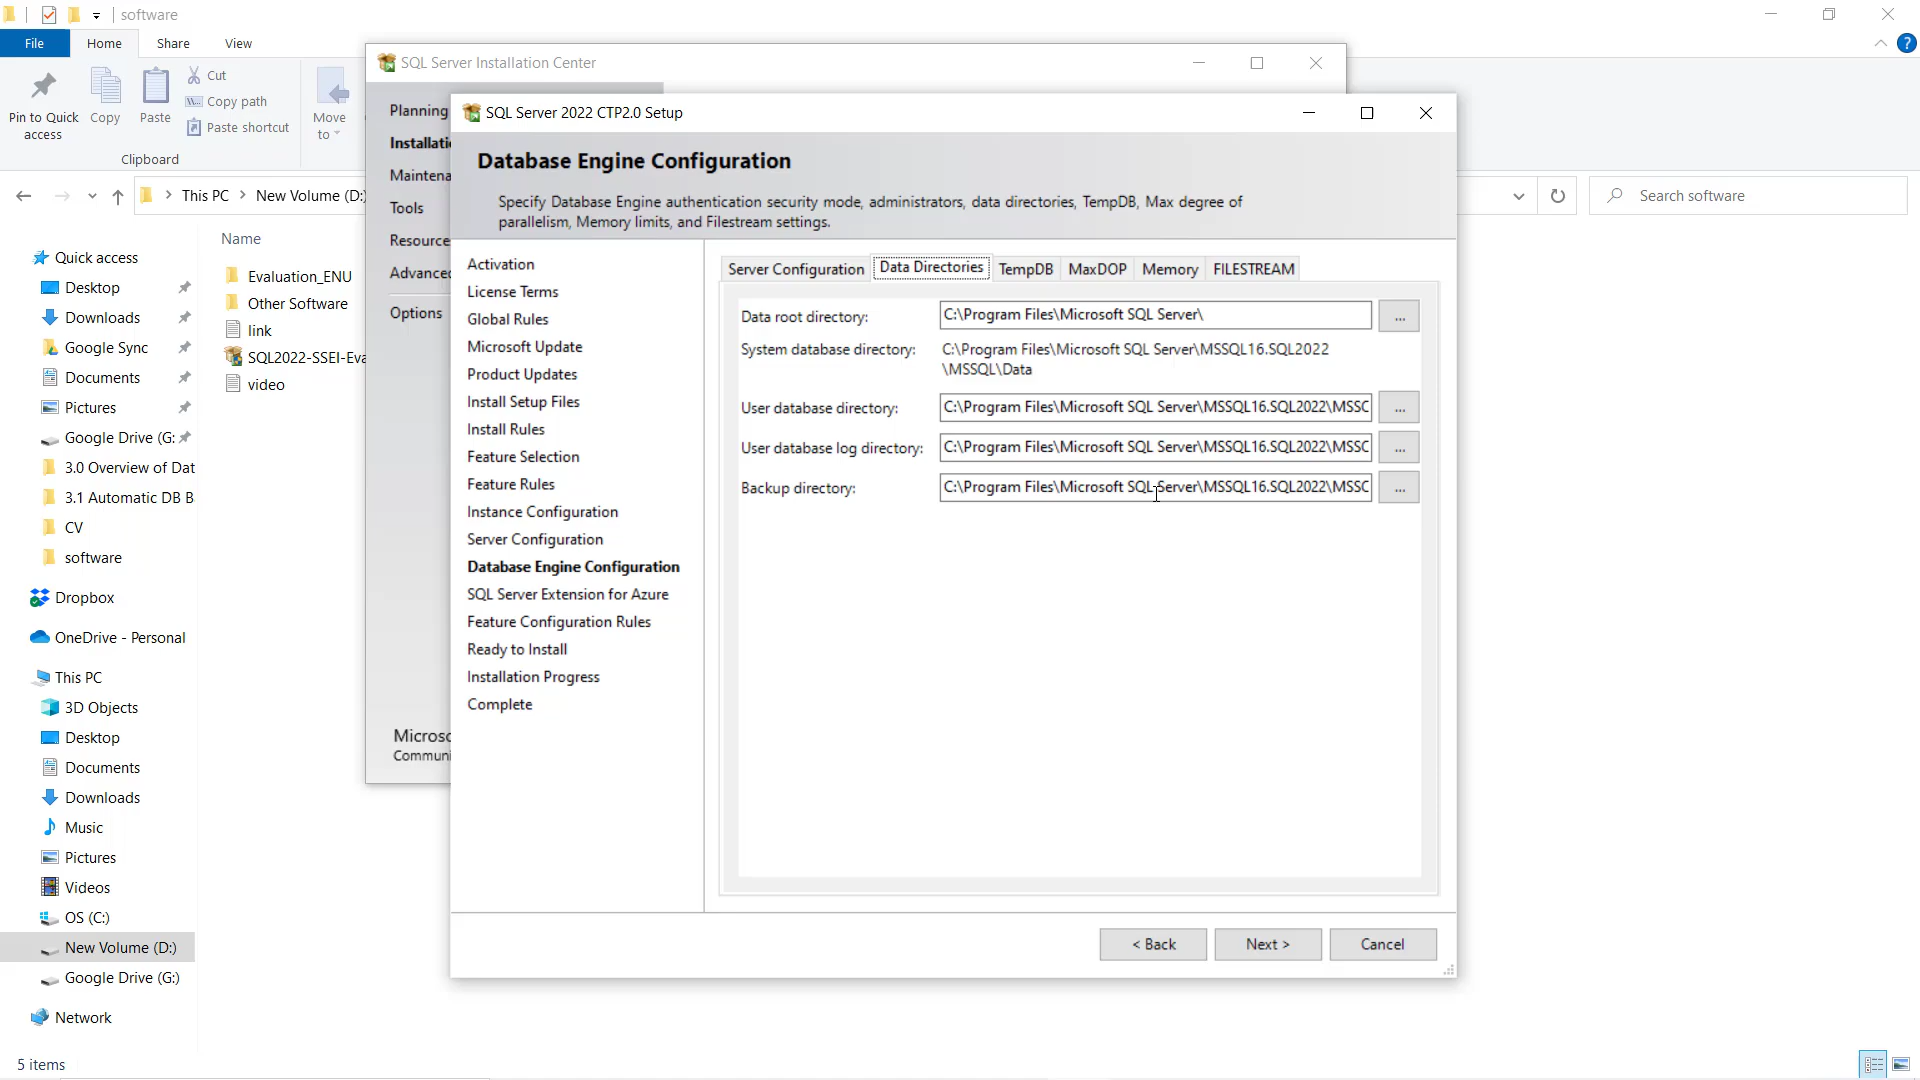 software
File
Home
Share
View
Pin to Quick access
Copy
Paste
Cut
Copy path
Paste shortcut
Move to
Clipboard
This PC
New Volume (D:)
Search software
Quick access
Desktop
Downloads
Google Sync
Documents
Pictures
Google Drive (G:
3.0 Overview of Dat
3.1 Automatic DB B
CV
software
Dropbox
OneDrive - Personal
This PC
3D Objects
Desktop
Documents
Downloads
Music
Pictures
Videos
OS (C:)
New Volume (D:)
Google Drive (G:)
Network
5 items
Name
Evaluation_ENU
Other Software
link
SQL2022-SSEI-Eva
video
SQL Server Installation Center
Planning
Installati
Maintena
Tools
Resource
Advanced
Options
Microso
Communi
SQL Server 2022 CTP2.0 Setup
Database Engine Configuration
Specify Database Engine authentication security mode, administrators, data directories, TempDB, Max degree of
parallelism, Memory limits, and Filestream settings.
Activation
License Terms
Global Rules
Microsoft Update
Product Updates
Install Setup Files
Install Rules
Feature Selection
Feature Rules
Instance Configuration
Server Configuration
Database Engine Configuration
SQL Server Extension for Azure
Feature Configuration Rules
Ready to Install
Installation Progress
Complete
Server Configuration
Data Directories
TempDB
MaxDOP
Memory
FILESTREAM
Data root directory:
C:\Program Files\Microsoft SQL Server\
...
System database directory:
C:\Program Files\Microsoft SQL Server\MSSQL16.SQL2022
\MSSQL\Data
User database directory:
C:\Program Files\Microsoft SQL Server\MSSQL16.SQL2022\MSSC
...
User database log directory:
C:\Program Files\Microsoft SQL Server\MSSQL16.SQL2022\MSSC
...
Backup directory:
C:\Program Files\Microsoft SQL Server\MSSQL16.SQL2022\MSSC
...
< Back
Next >
Cancel